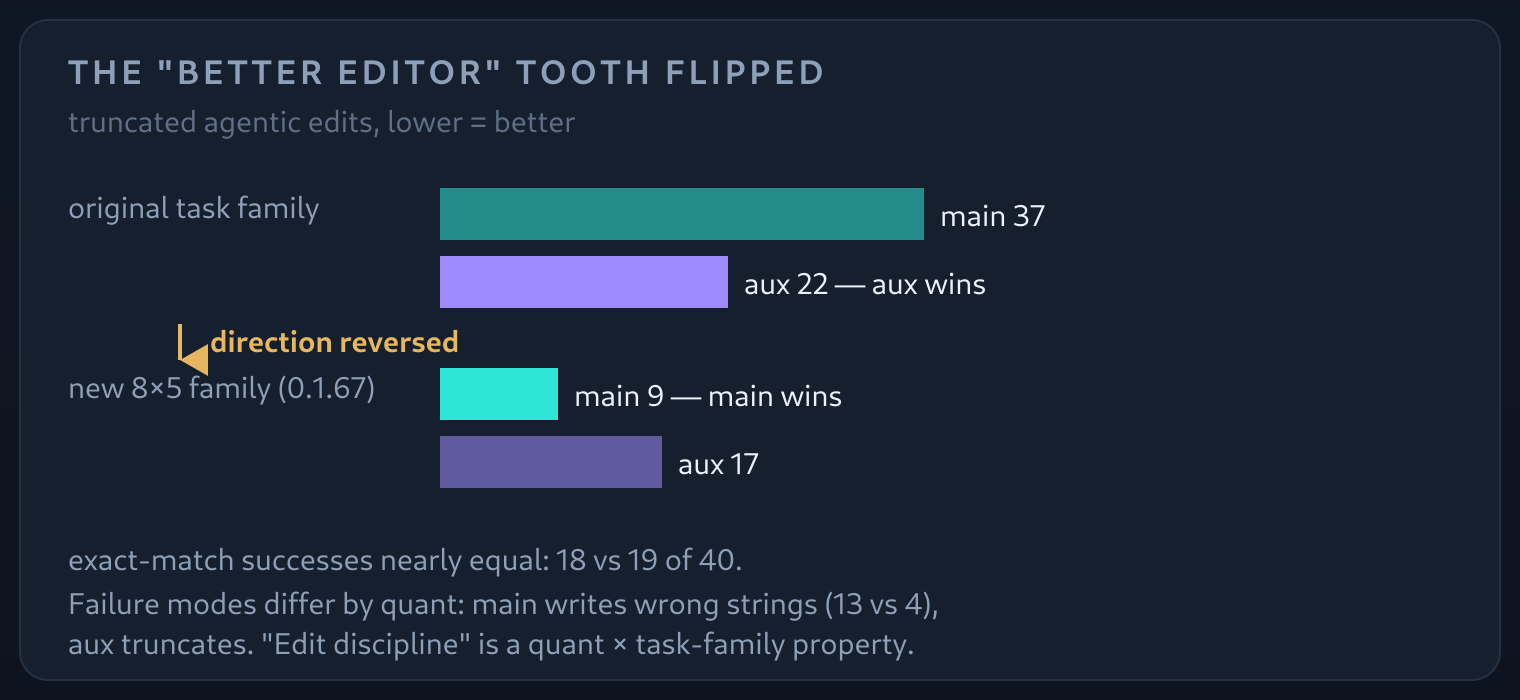 THE "BETTER EDITOR" TOOTH FLIPPED
truncated agentic edits, lower = better
original task family
main 37
aux 22 — aux wins
direction reversed
new 8×5 family (0.1.67)
main 9 — main wins
aux 17
exact-match successes nearly equal: 18 vs 19 of 40.
Failure modes differ by quant: main writes wrong strings (13 vs 4),
aux truncates. "Edit discipline" is a quant × task-family property.